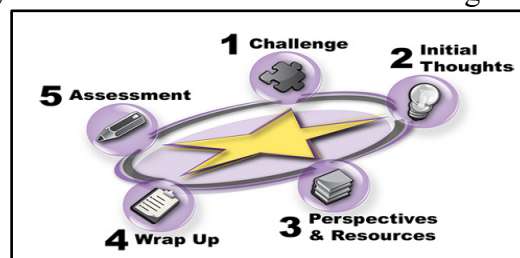 1 Challenge
2 Initial
Thoughts
3 Perspectives
& Resources
4 Wrap Up
5 Assessment